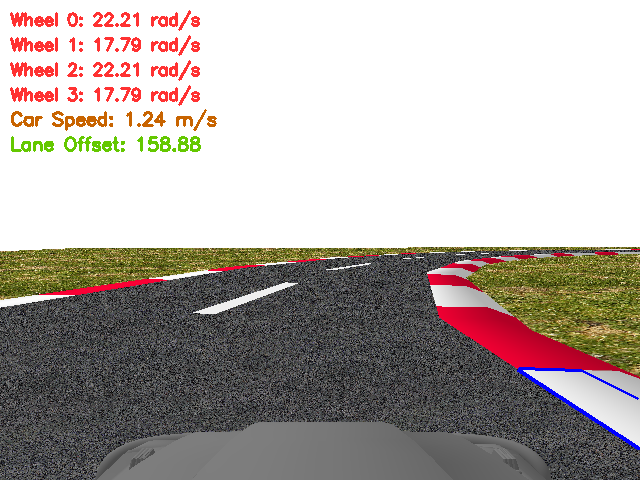 Wheel 0: 22.21 rad/s
Wheel 1: 17.79 rad/s
Wheel 2: 22.21 rad/s
Wheel 3: 17.79 rad/s
Car Speed: 1.24 m/s
Lane Offset: 158.88